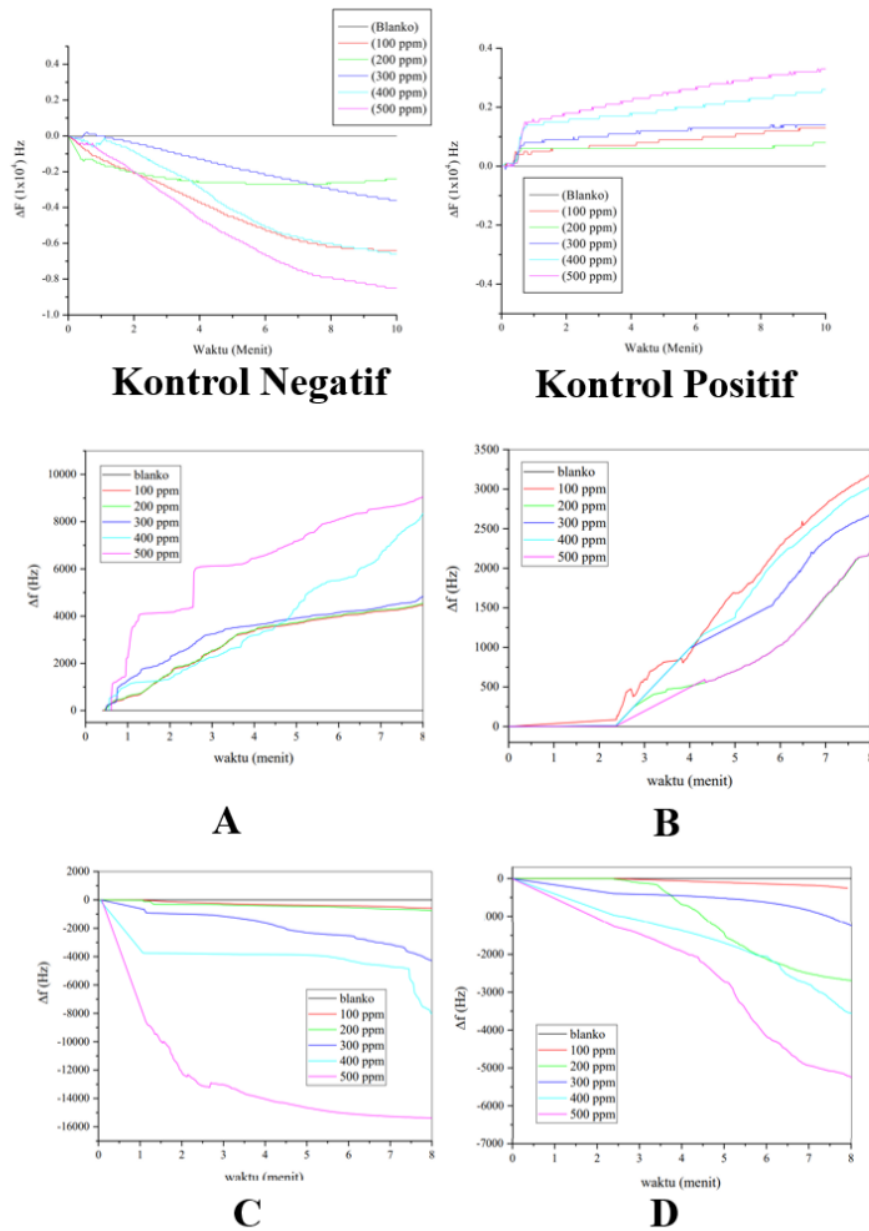 (Blanko)
(100 ppm)
(200 ppm)
(300 ppm)
(400 ppm)
(500 ppm)
0.4
0.2
0.0
-0.2
-0.4
-0.6
-0.8
-1.0
ΔF (1x10⁴) Hz
0 2 4 6 8 10
Waktu (Menit)
Kontrol Negatif
0.4
0.2
0.0
-0.2
-0.4
ΔF (1x10⁴) Hz
(Blanko)
(100 ppm)
(200 ppm)
(300 ppm)
(400 ppm)
(500 ppm)
0 2 4 6 8 10
Waktu (Menit)
Kontrol Positif
10000
8000
6000
4000
2000
0
Δf (Hz)
blanko
100 ppm
200 ppm
300 ppm
400 ppm
500 ppm
0 1 2 3 4 5 6 7 8
waktu (menit)
A
3500
3000
2500
2000
1500
1000
500
0
Δf (Hz)
blanko
100 ppm
200 ppm
300 ppm
400 ppm
500 ppm
0 1 2 3 4 5 6 7 8
waktu (menit)
B
2000
0
-2000
-4000
-6000
-8000
-10000
-12000
-14000
-16000
Δf (Hz)
blanko
100 ppm
200 ppm
300 ppm
400 ppm
500 ppm
0 1 2 3 4 5 6 7 8
waktu (menit)
C
0
000
-2000
-3000
-4000
-5000
-6000
-7000
Δf (Hz)
blanko
100 ppm
200 ppm
300 ppm
400 ppm
500 ppm
0 1 2 3 4 5 6 7 8
waktu (menit)
D